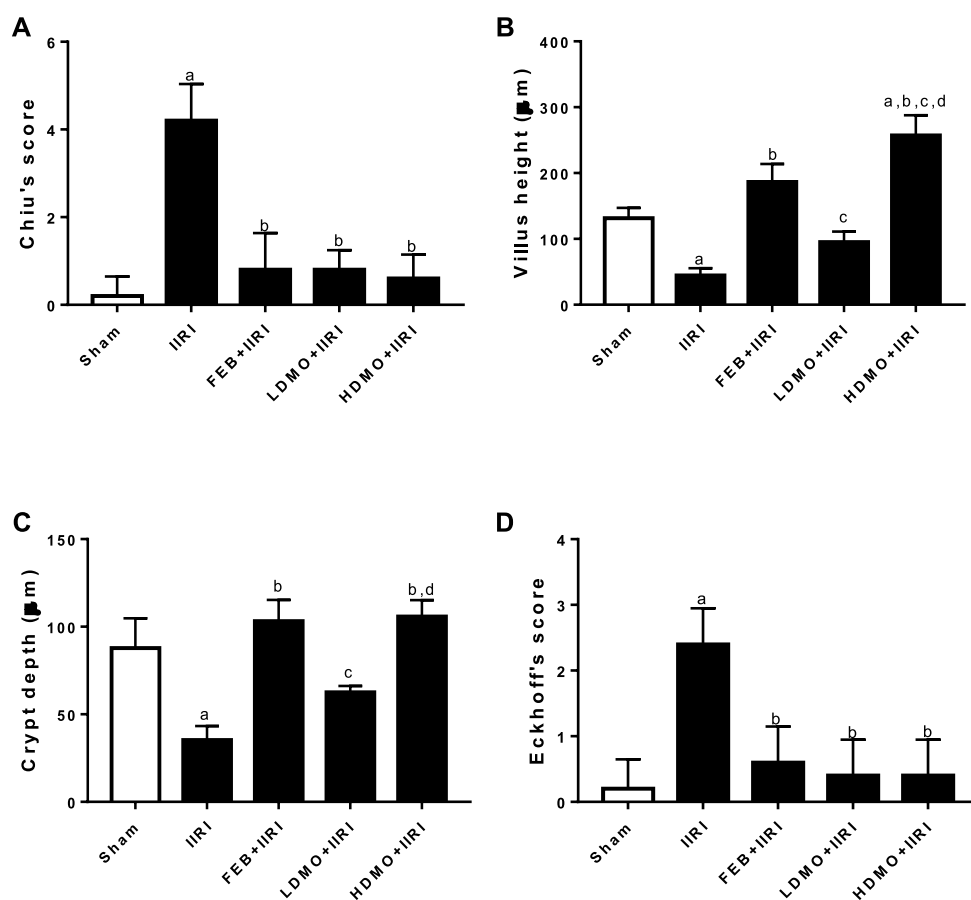 A
Chiu's score
6
4
2
0
a
b
b
b
Sham
IIRI
FEB+IIRI
LDMO+IIRI
HDMO+IIRI
B
Villus height (μm)
400
300
200
100
0
a
b
c
a,b,c,d
Sham
IIRI
FEB+IIRI
LDMO+IIRI
HDMO+IIRI
C
Crypt depth (μm)
150
100
50
0
a
b
c
b,d
Sham
IIRI
FEB+IIRI
LDMO+IIRI
HDMO+IIRI
D
Eckhoff's score
4
3
2
1
0
a
b
b
b
Sham
IIRI
FEB+IIRI
LDMO+IIRI
HDMO+IIRI